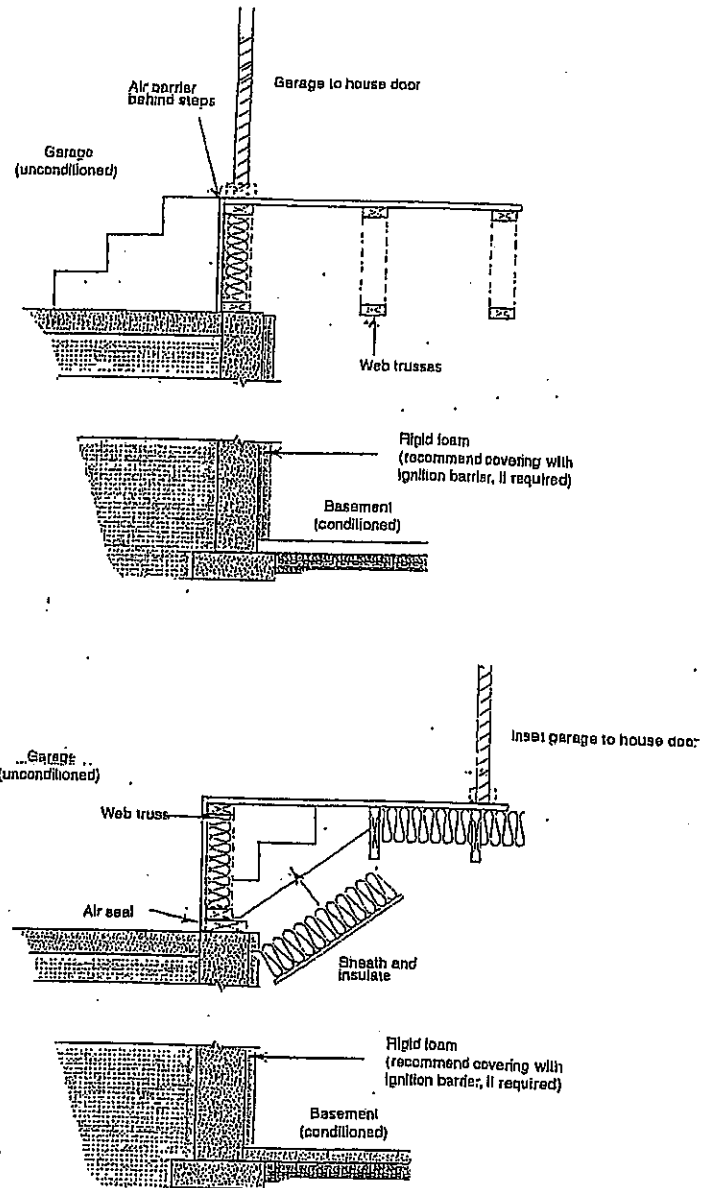 Air barrier
behind steps
Garage to house door
Garage
(unconditioned)
Web trusses
Rigid foam
(recommend covering with
ignition barrier, if required)
Basement
(conditioned)
Garage
(unconditioned)
Inset garage to house door
Web truss
Air seal
Sheath and
insulate
Rigid foam
(recommend covering with
ignition barrier, if required)
Basement
(conditioned)